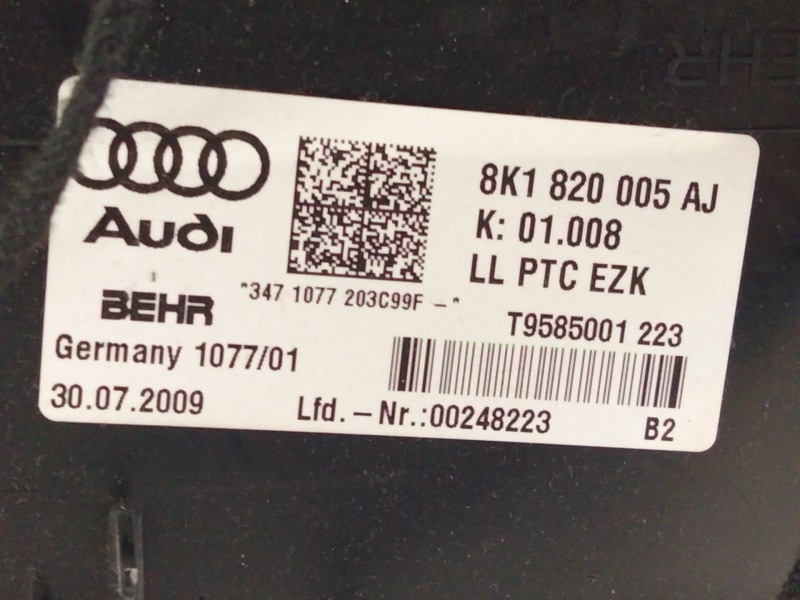 EHR
Audi
8K1 820 005 AJ
K: 01.008
LL PTC EZK
*347 1077 203C99F -*
BEHR
T9585001 223
Germany 1077/01
30.07.2009
Lfd. -Nr.:00248223
B2